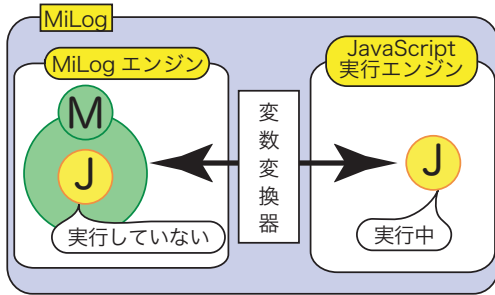 MiLog
MiLog エンジン
M
J
実行していない
変数変換器
JavaScript
実行エンジン
J
実行中